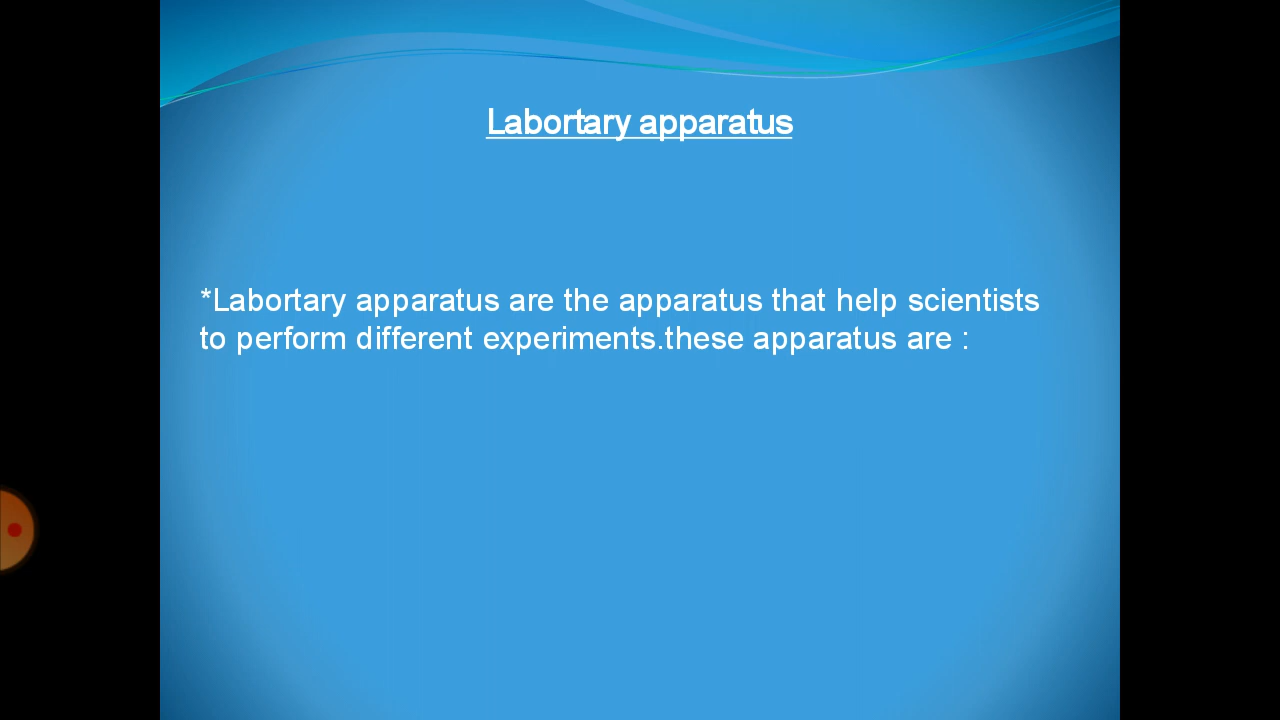 Labortary apparatus
*Labortary apparatus are the apparatus that help scientists
to perform different experiments.these apparatus are :